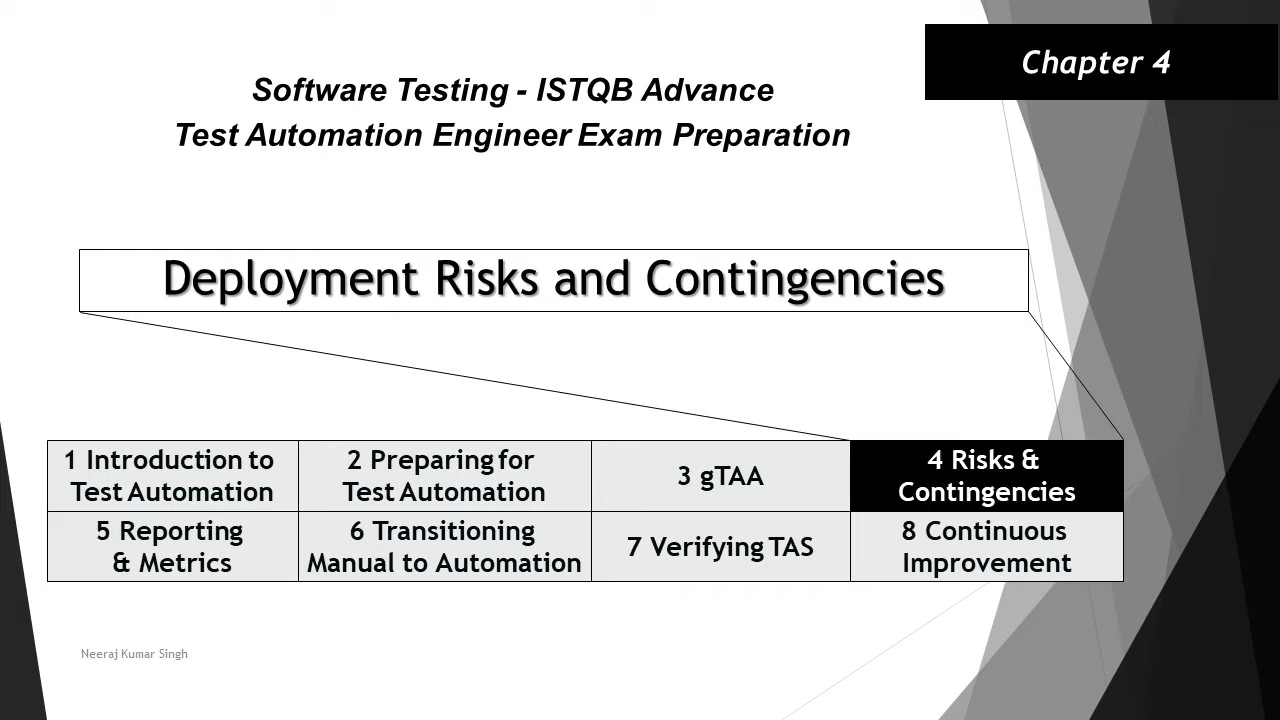 Chapter 4
Software Testing - ISTQB Advance
Test Automation Engineer Exam Preparation
Deployment Risks and Contingencies
1 Introduction to
Test Automation
2 Preparing for
Test Automation
3 gTAA
4 Risks &
Contingencies
5 Reporting
& Metrics
6 Transitioning
Manual to Automation
7 Verifying TAS
8 Continuous
Improvement
Neeraj Kumar Singh